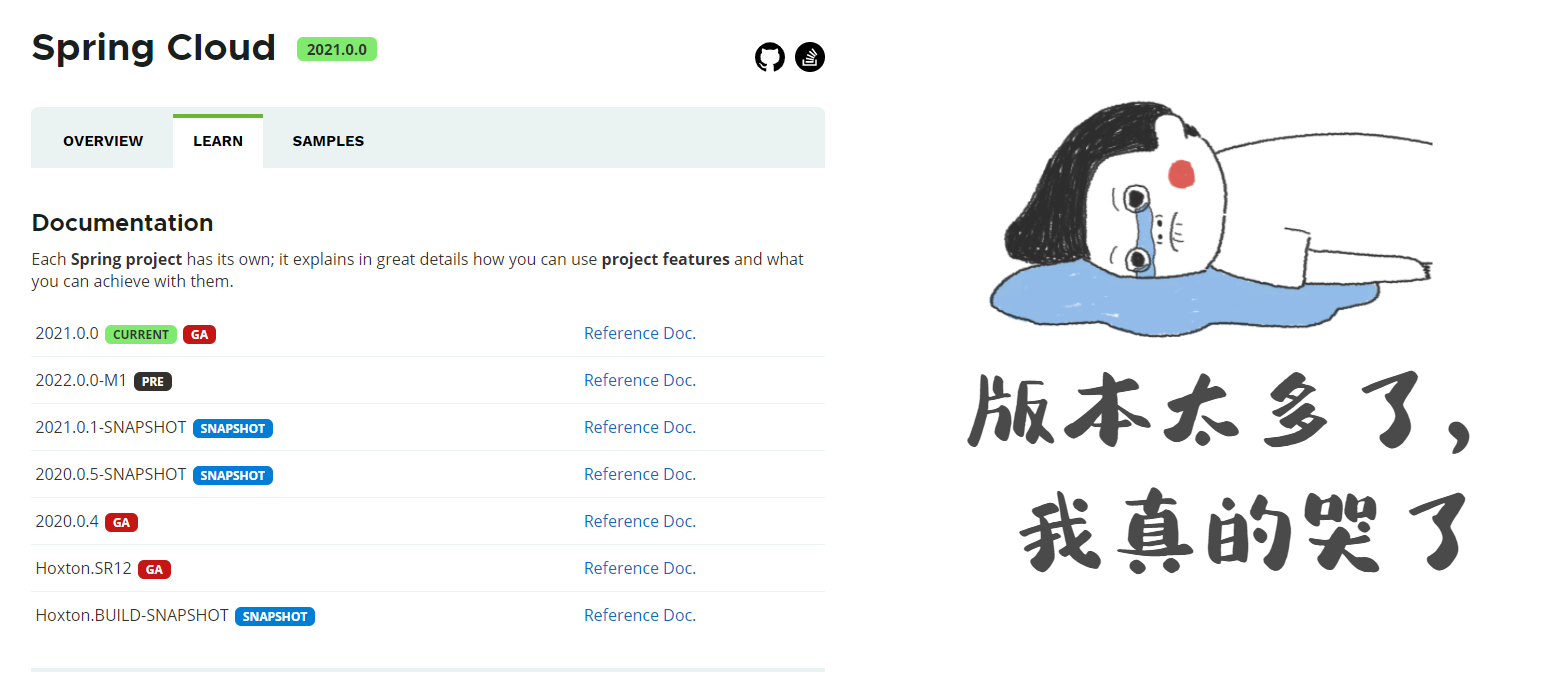 Spring Cloud 2021.0.0
OVERVIEW LEARN SAMPLES
Documentation
Each Spring project has its own; it explains in great details how you can use project features and what
you can achieve with them.
2021.0.0 CURRENT GA Reference Doc.
2022.0.0-M1 PRE Reference Doc.
2021.0.1-SNAPSHOT SNAPSHOT Reference Doc.
2020.0.5-SNAPSHOT SNAPSHOT Reference Doc.
2020.0.4 GA Reference Doc.
Hoxton.SR12 GA Reference Doc.
Hoxton.BUILD-SNAPSHOT SNAPSHOT Reference Doc.
版本太多了,
我真的哭了